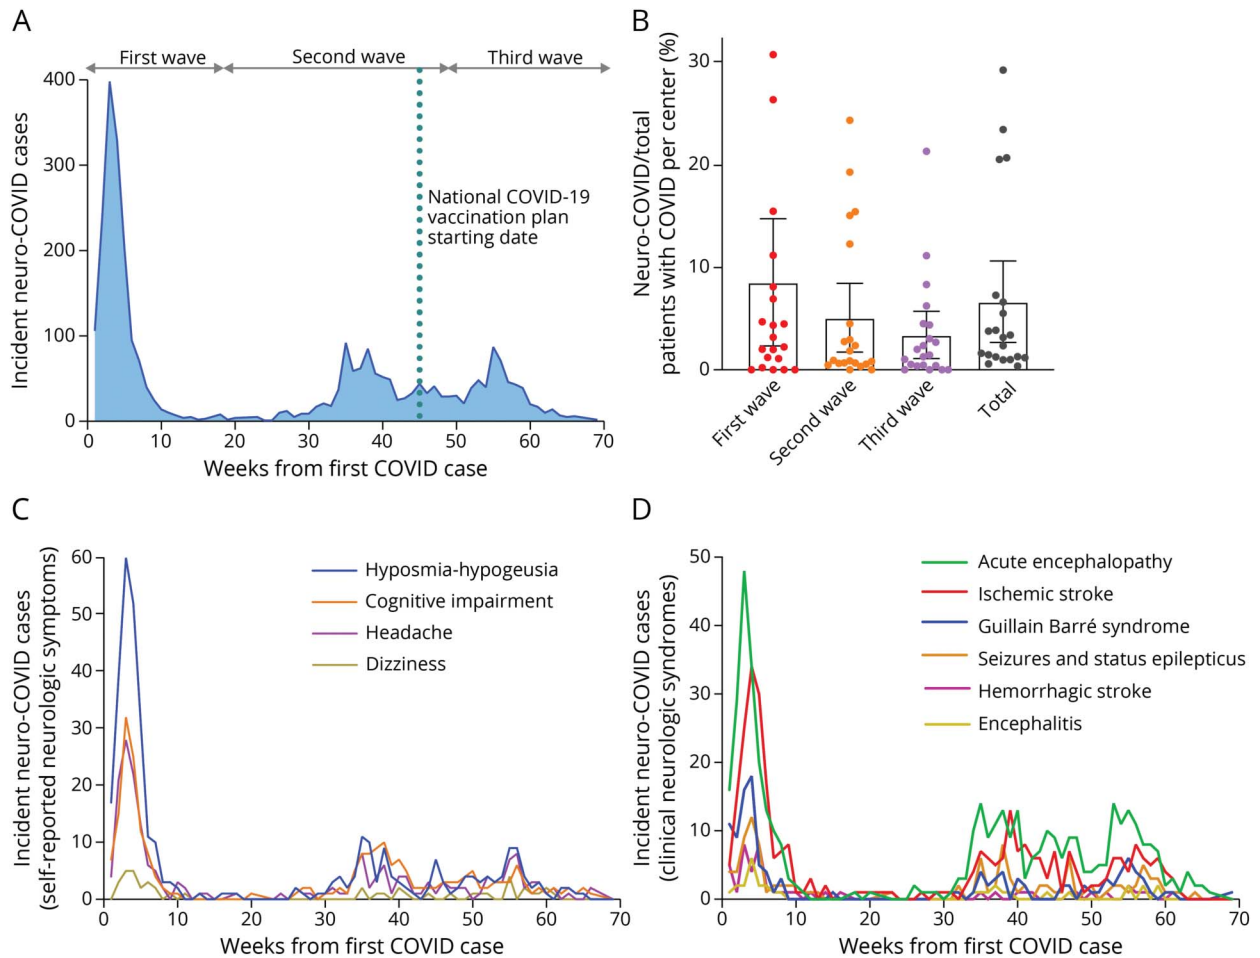 A
First wave
Second wave
Third wave
400
300
200
100
0
Incident neuro-COVID cases
National COVID-19
vaccination plan
starting date
0
10
20
30
40
50
60
70
Weeks from first COVID case
B
Neuro-COVID/total
patients with COVID per center (%)
30
20
10
0
First wave
Second wave
Third wave
Total
C
Incident neuro-COVID cases
(self-reported neurologic symptoms)
60
50
40
30
20
10
0
Hyposmia-hypogeusia
Cognitive impairment
Headache
Dizziness
0
10
20
30
40
50
60
70
Weeks from first COVID case
D
Incident neuro-COVID cases
(clinical neurologic syndromes)
50
40
30
20
10
0
Acute encephalopathy
Ischemic stroke
Guillain Barré syndrome
Seizures and status epilepticus
Hemorrhagic stroke
Encephalitis
0
10
20
30
40
50
60
70
Weeks from first COVID case